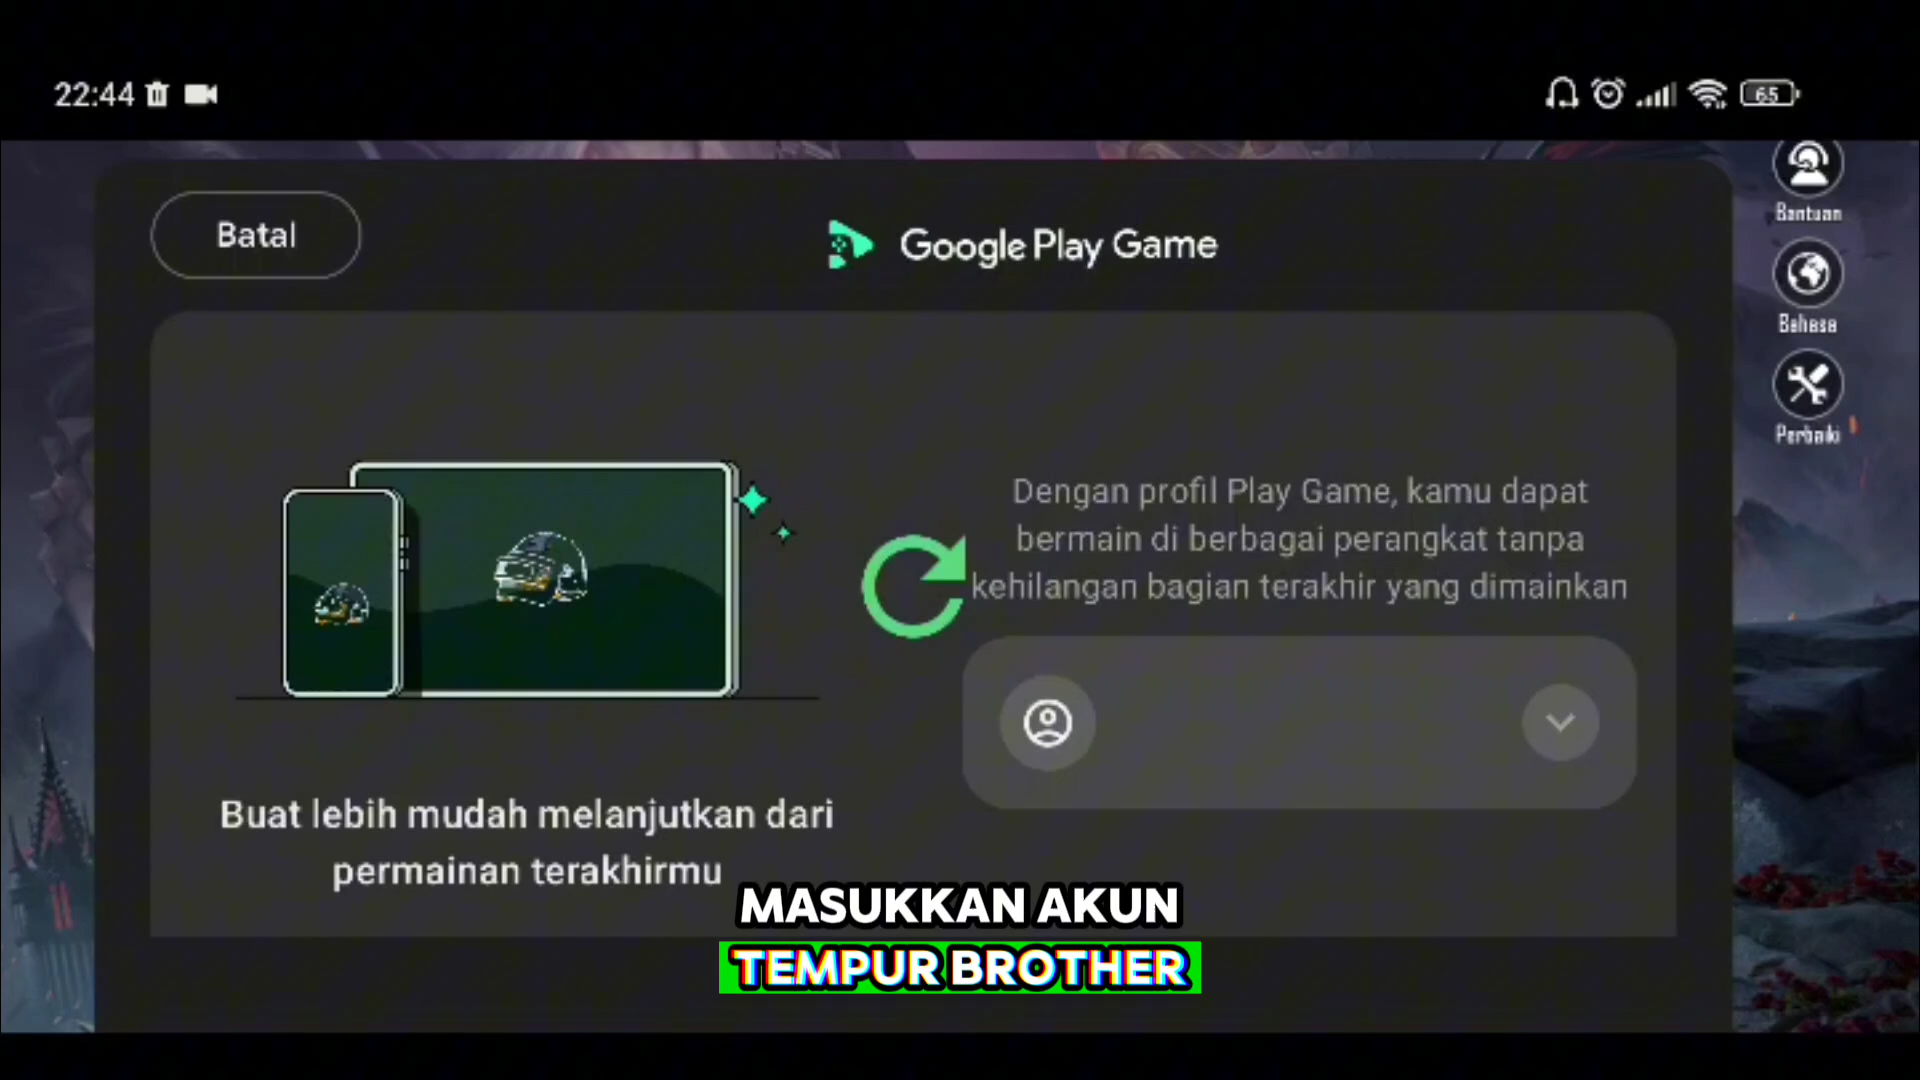 22:44
65
Batal
Google Play Game
Bantuan
Bahasa
Perbaiki
Dengan profil Play Game, kamu dapat
bermain di berbagai perangkat tanpa
kehilangan bagian terakhir yang dimainkan
Buat lebih mudah melanjutkan dari
permainan terakhirmu
MASUKKAN AKUN
TEMPUR BROTHER